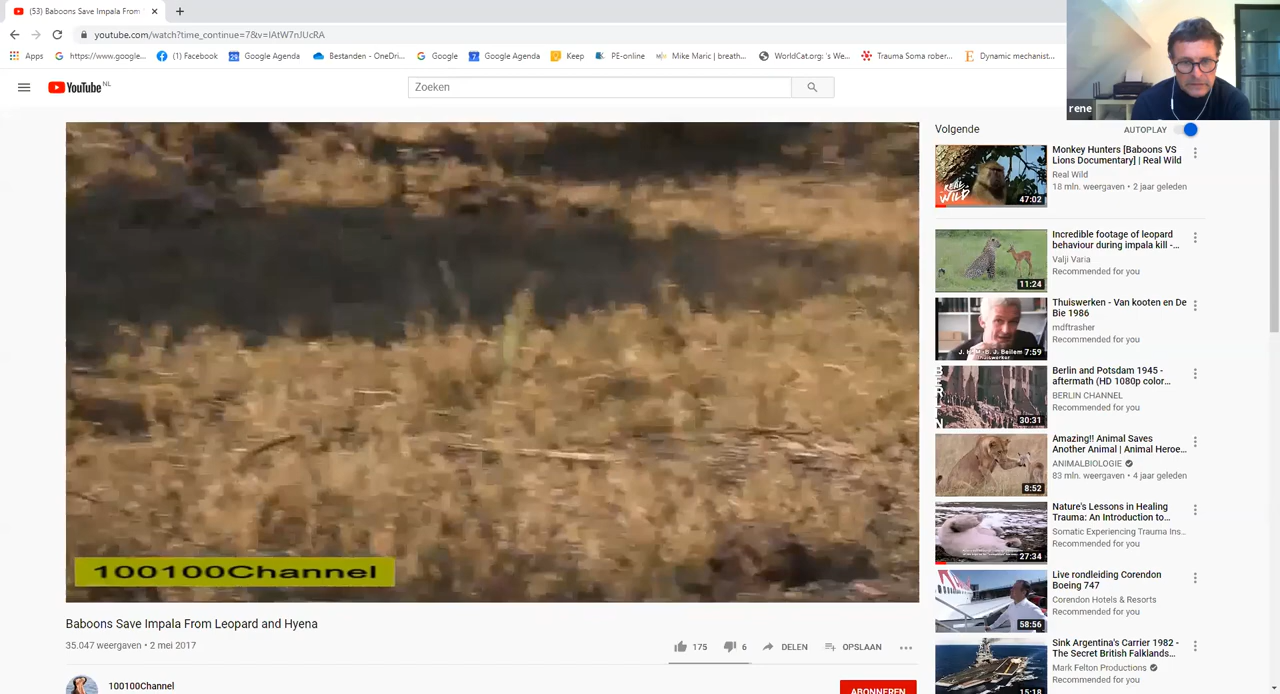 (53) Baboons Save Impala From
youtube.com/watch?time_continue=7&v=IAtW7nJUcRA
Apps
https://www.google...
(1) Facebook
Google Agenda
Bestanden - OneDri...
Google
Google Agenda
Keep
PE-online
Mike Maric | breath...
WorldCat.org: 's We...
Trauma Soma rober...
Dynamic mechanist...
rene
YouTube NL
Zoeken
Volgende
AUTOPLAY
Monkey Hunters [Baboons VS
Lions Documentary] | Real Wild
Real Wild
18 mln. weergaven • 2 jaar geleden
REAL
WILD
47:02
Incredible footage of leopard
behaviour during impala kill -...
Valji Varia
Recommended for you
11:24
Thuiswerken - Van kooten en De
Bie 1986
mdftrasher
Recommended for you
7:59
Berlin and Potsdam 1945 -
aftermath (HD 1080p color...
BERLIN CHANNEL
Recommended for you
30:31
Amazing!! Animal Saves
Another Animal | Animal Heroe...
ANIMALBIOLOGIE
83 mln. weergaven • 4 jaar geleden
8:52
Nature's Lessons in Healing
Trauma: An Introduction to...
Somatic Experiencing Trauma Ins...
Recommended for you
27:34
Live rondleiding Corendon
Boeing 747
Corendon Hotels & Resorts
Recommended for you
58:56
Sink Argentina's Carrier 1982 -
The Secret British Falklands...
Mark Felton Productions
Recommended for you
15:18
100100Channel
Baboons Save Impala From Leopard and Hyena
35.047 weergaven • 2 mei 2017
175
6
DELEN
OPSLAAN
100100Channel
ABONNEREN